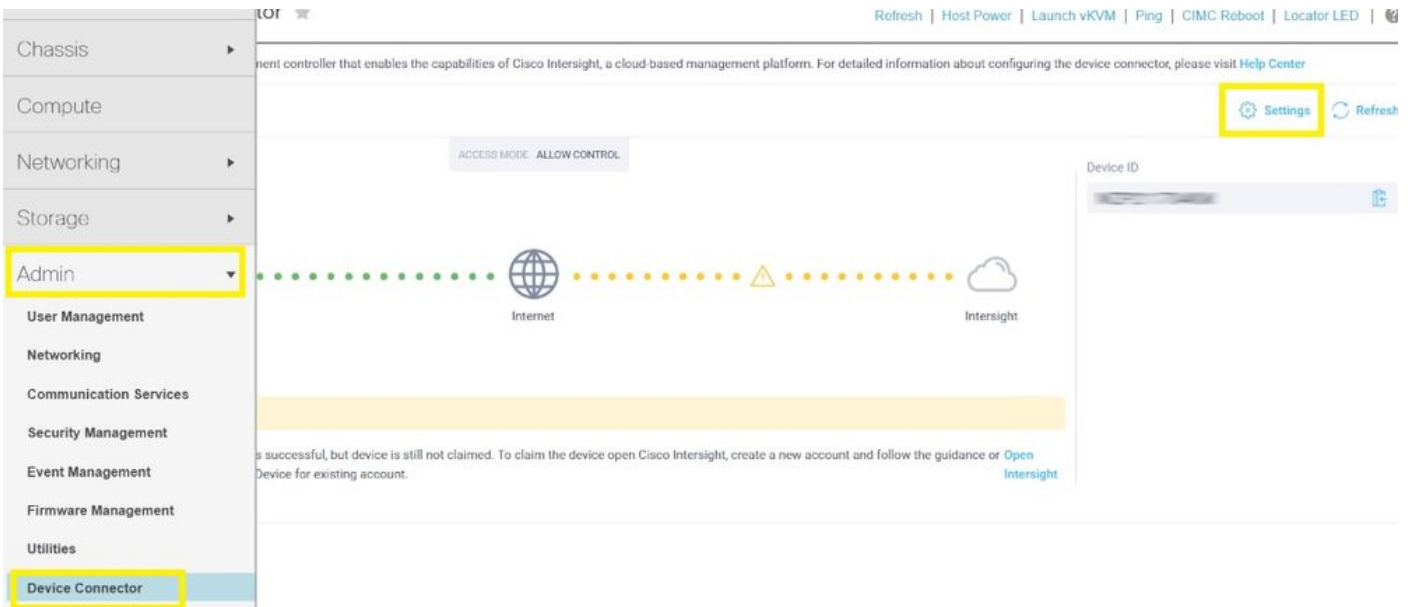 tor
Refresh | Host Power | Launch vKVM | Ping | CIMC Reboot | Locator LED |
Chassis
ment controller that enables the capabilities of Cisco Intersight, a cloud-based management platform. For detailed information about configuring the device connector, please visit Help Center
Compute
Settings
Refresh
Networking
ACCESS MODE ALLOW CONTROL
Device ID
Storage
Admin
User Management
Internet
Intersight
Networking
Communication Services
Security Management
s successful, but device is still not claimed. To claim the device open Cisco Intersight, create a new account and follow the guidance or Open
Event Management
Device for existing account.
Intersight
Firmware Management
Utilities
Device Connector